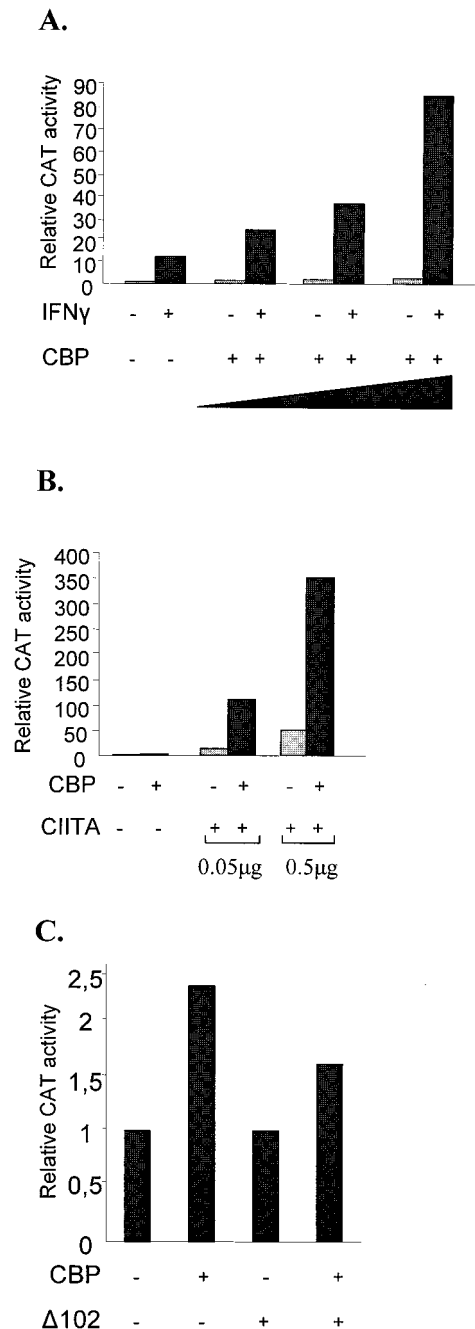 A.
Relative CAT activity
90
80
70
60
50
40
30
20
10
0
IFNγ - + - + - + - +
CBP - - + + + + + +
B.
Relative CAT activity
400
350
300
250
200
150
100
50
0
CBP - + - + - +
CIITA - - + + + +
0.05µg 0.5µg
C.
Relative CAT activity
2,5
2
1,5
1
0,5
0
CBP - + - +
Δ102 - - + +